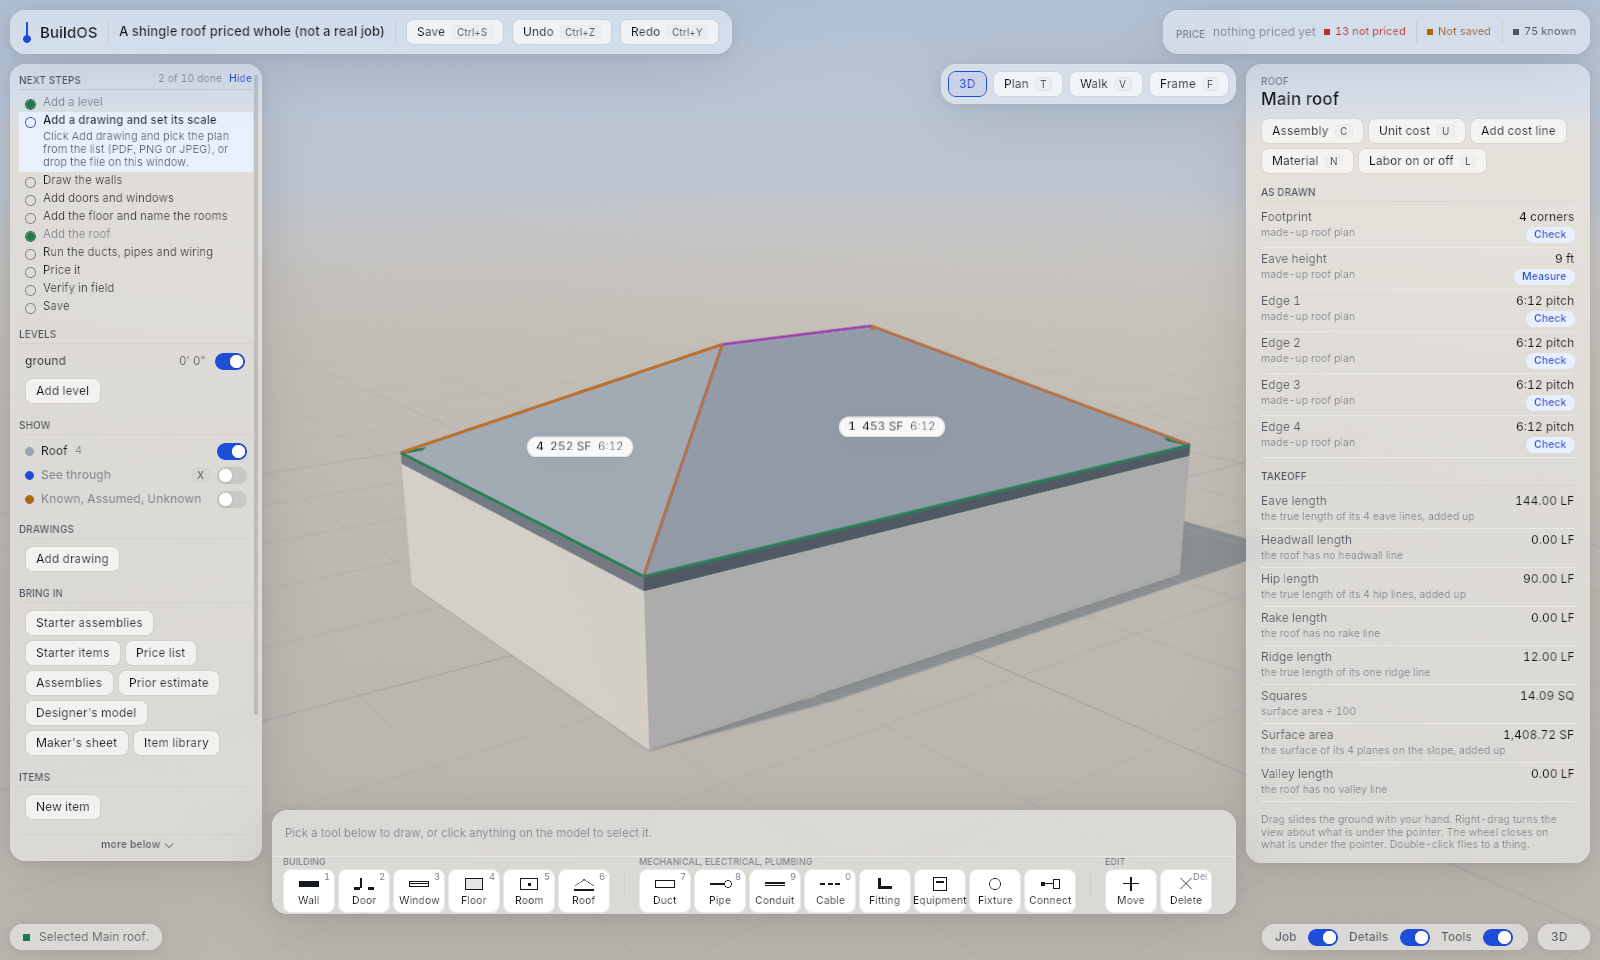 BuildOS
A shingle roof priced whole (not a real job)
Save Ctrl+S
Undo Ctrl+Z
Redo Ctrl+Y
PRICE nothing priced yet 13 not priced Not saved 75 known
NEXT STEPS 2 of 10 done Hide
Add a level
Add a drawing and set its scale
Click Add drawing and pick the plan
from the list (PDF, PNG or JPEG), or
drop the file on this window.
Draw the walls
Add doors and windows
Add the floor and name the rooms
Add the roof
Run the ducts, pipes and wiring
Price it
Verify in field
Save
LEVELS
ground 0' 0"
Add level
SHOW
Roof 4
See through X
Known, Assumed, Unknown
DRAWINGS
Add drawing
BRING IN
Starter assemblies
Starter items Price list
Assemblies Prior estimate
Designer's model
Maker's sheet Item library
ITEMS
New item
more below
Selected Main roof.
3D Plan T Walk V Frame F
4 252 SF 6:12
1 453 SF 6:12
Pick a tool below to draw, or click anything on the model to select it.
BUILDING
Wall 1
Door 2
Window 3
Floor 4
Room 5
Roof 6
MECHANICAL, ELECTRICAL, PLUMBING
Duct 7
Pipe 8
Conduit 9
Cable 0
Fitting
Equipment
Fixture
Connect
EDIT
Move
Delete Del
ROOF
Main roof
Assembly C Unit cost U Add cost line
Material N Labor on or off L
AS DRAWN
Footprint 4 corners
made-up roof plan Check
Eave height 9 ft
made-up roof plan Measure
Edge 1 6:12 pitch
made-up roof plan Check
Edge 2 6:12 pitch
made-up roof plan Check
Edge 3 6:12 pitch
made-up roof plan Check
Edge 4 6:12 pitch
made-up roof plan Check
TAKEOFF
Eave length 144.00 LF
the true length of its 4 eave lines, added up
Headwall length 0.00 LF
the roof has no headwall line
Hip length 90.00 LF
the true length of its 4 hip lines, added up
Rake length 0.00 LF
the roof has no rake line
Ridge length 12.00 LF
the true length of its one ridge line
Squares 14.09 SQ
surface area ÷ 100
Surface area 1,408.72 SF
the surface of its 4 planes on the slope, added up
Valley length 0.00 LF
the roof has no valley line
Drag slides the ground with your hand. Right-drag turns the
view about what is under the pointer. The wheel closes on
what is under the pointer. Double-click flies to a thing.
Job Details Tools 3D